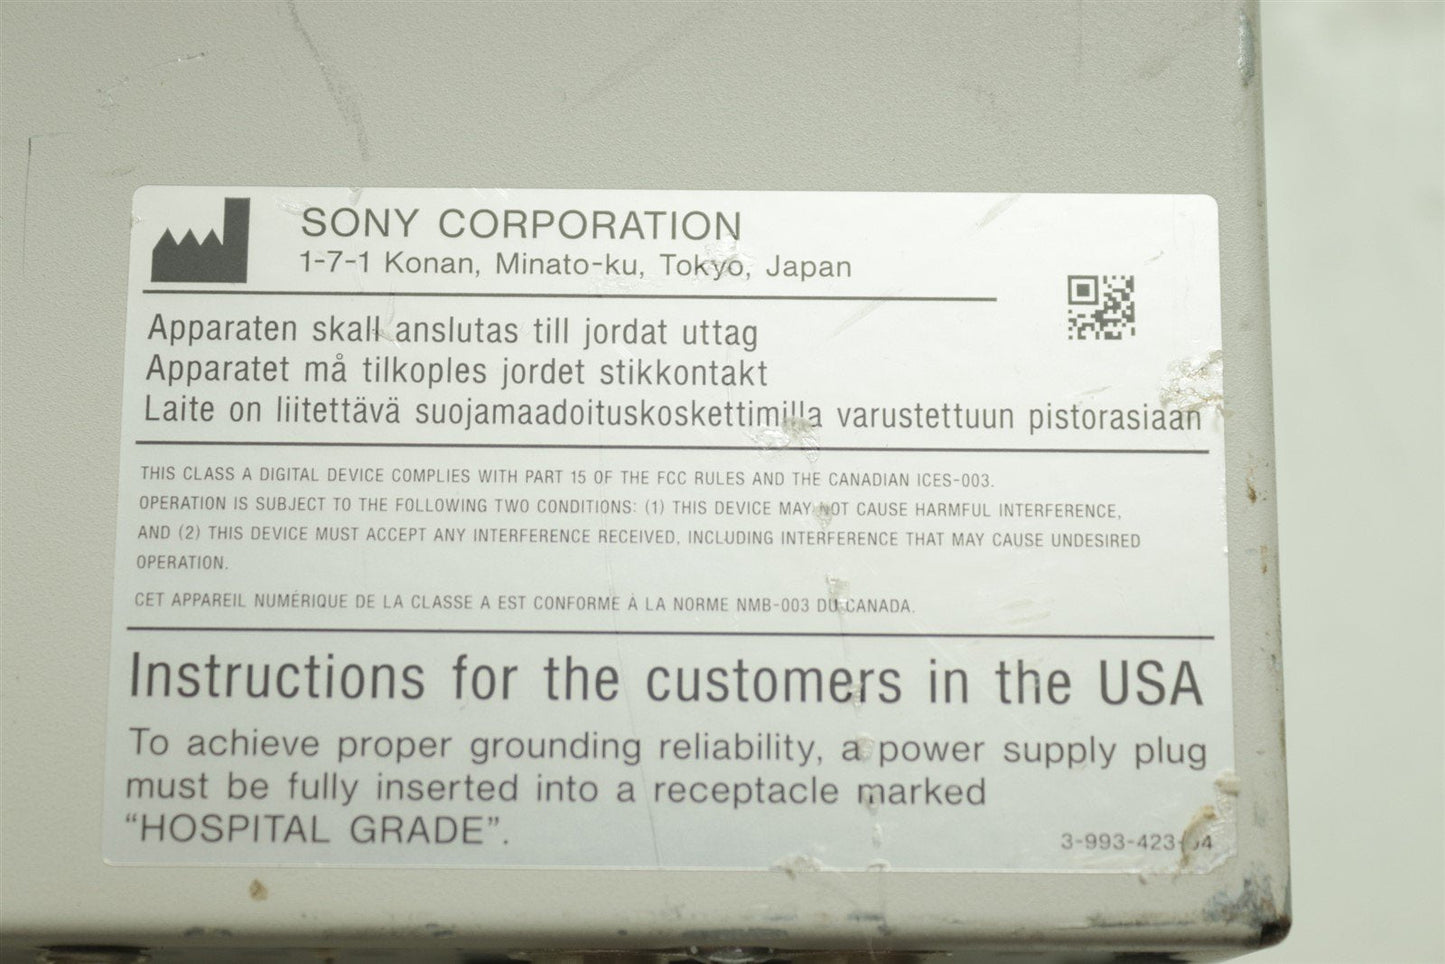 SONY CORPORATION
1-7-1 Konan, Minato-ku, Tokyo, Japan
Apparaten skall anslutas till jordat uttag
Apparatet må tilkoples jordet stikkontakt
Laite on liitettävä suojamaadoituskoskettimilla varustettuun pistorasiaan
THIS CLASS A DIGITAL DEVICE COMPLIES WITH PART 15 OF THE FCC RULES AND THE CANADIAN ICES-003.
OPERATION IS SUBJECT TO THE FOLLOWING TWO CONDITIONS: (1) THIS DEVICE MAY NOT CAUSE HARMFUL INTERFERENCE,
AND (2) THIS DEVICE MUST ACCEPT ANY INTERFERENCE RECEIVED, INCLUDING INTERFERENCE THAT MAY CAUSE UNDESIRED
OPERATION.
CET APPAREIL NUMÉRIQUE DE LA CLASSE A EST CONFORME À LA NORME NMB-003 DU CANADA.
Instructions for the customers in the USA
To achieve proper grounding reliability, a power supply plug
must be fully inserted into a receptacle marked
“HOSPITAL GRADE”.